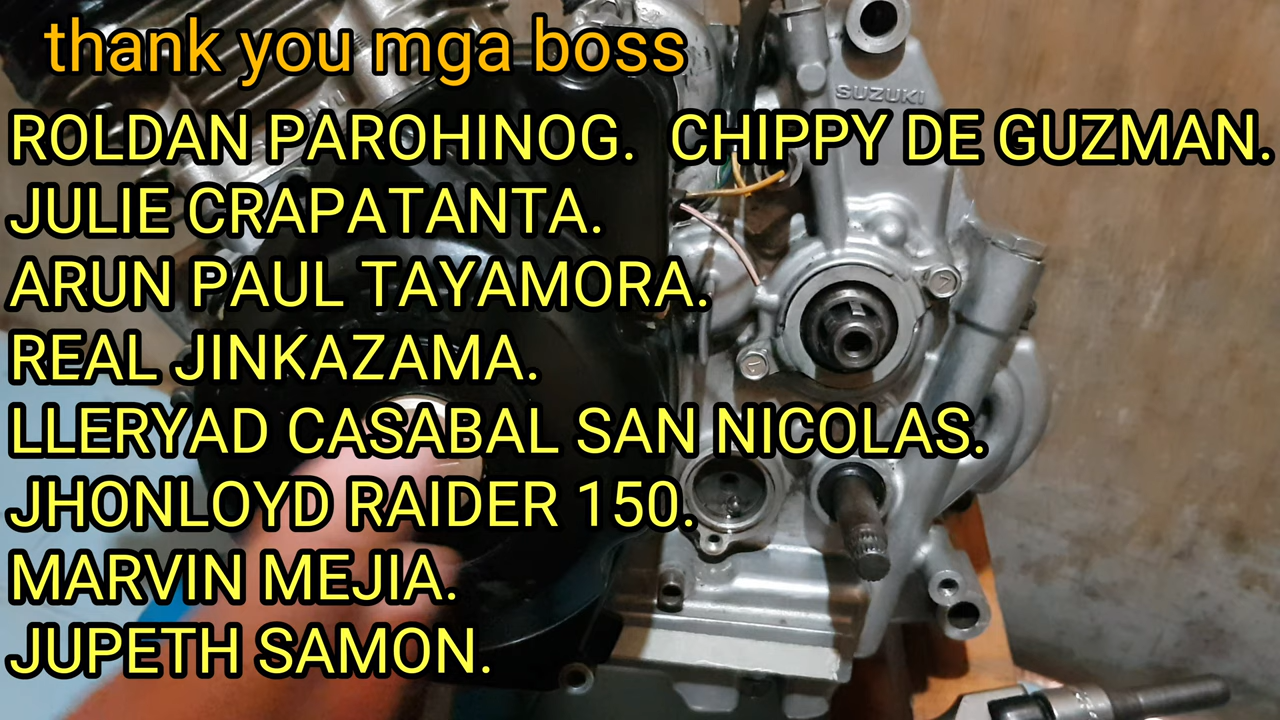 thank you mga boss
SUZUKI
ROLDAN PAROHINOG. CHIPPY DE GUZMAN.
JULIE CRAPATANTA.
ARUN PAUL TAYAMORA.
REAL JINKAZAMA.
LLERYAD CASABAL SAN NICOLAS.
JHONLOYD RAIDER 150.
MARVIN MEJIA.
JUPETH SAMON.